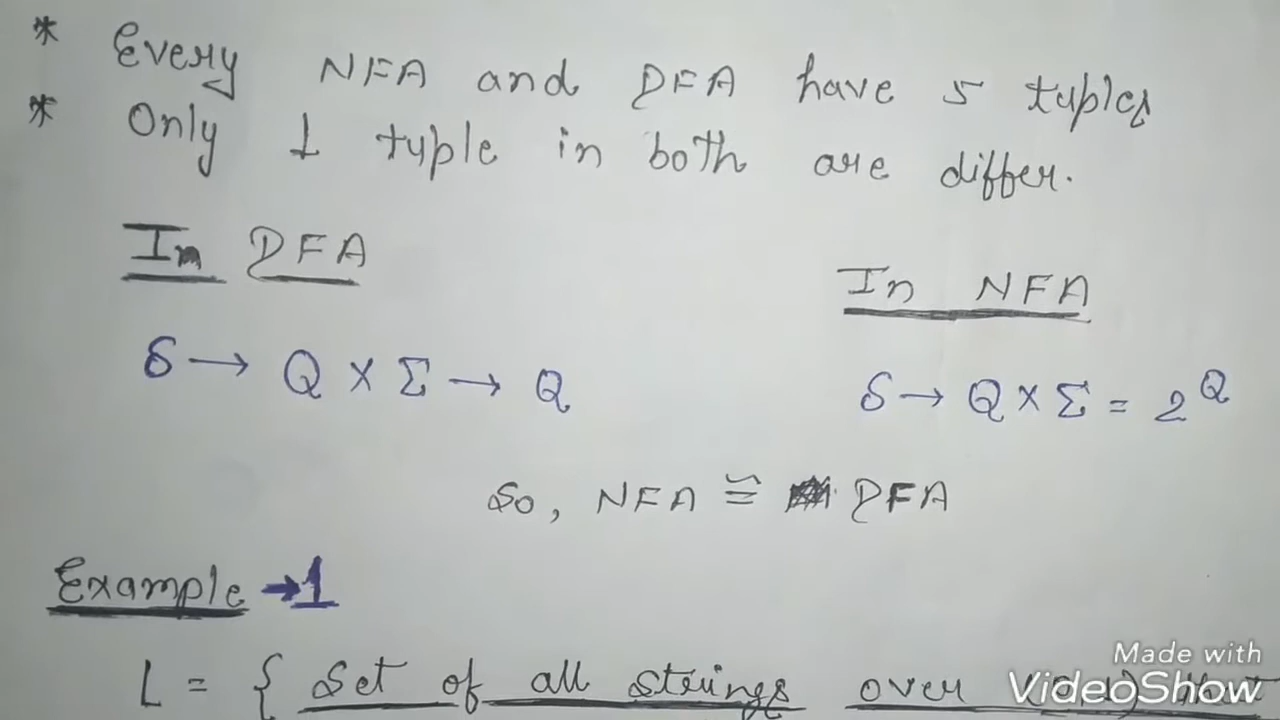 * Every NFA and DFA have 5 tuples
* Only 1 tuple in both are differ.
In DFA
In NFA
δ → Q × Σ → Q
δ → Q × Σ = 2^Q
So, NFA ≅ DFA
Example → 1
L = { Set of all strings over
Made with
VideoShow